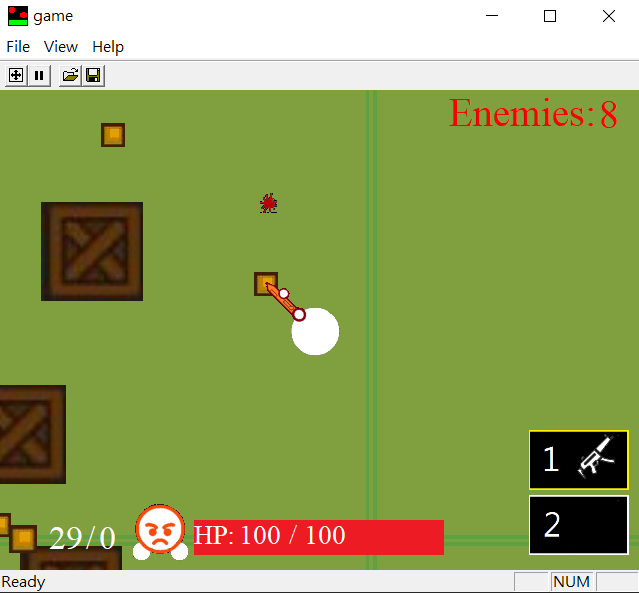 game
File View Help
Enemies:8
1
2
29/0
HP: 100 / 100
Ready
NUM